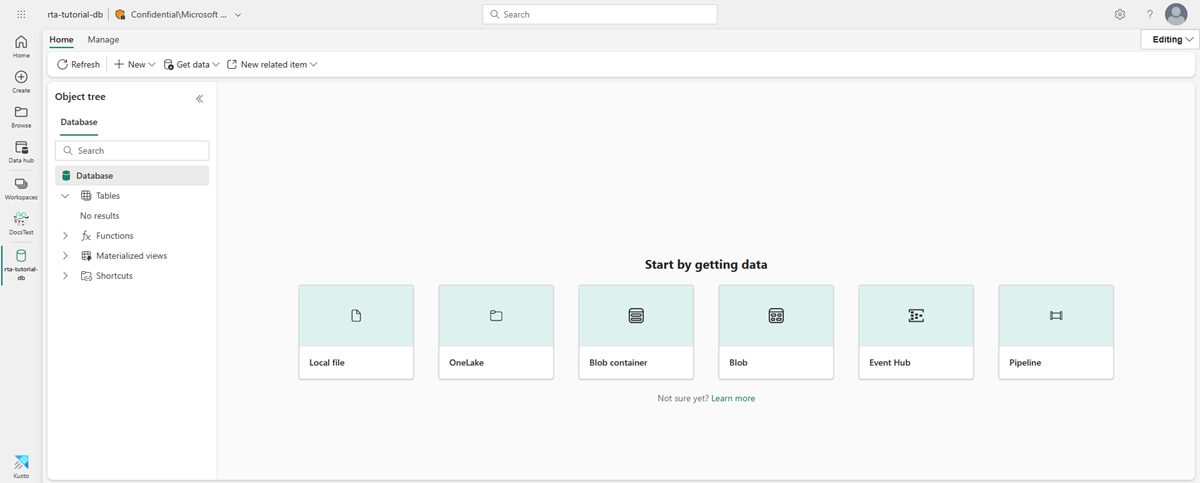 rta-tutorial-db
Confidential\Microsoft ...
Search
?
Home
Manage
Editing
Refresh
New
Get data
New related item
Home
Create
Browse
Data hub
Workspaces
DocsTest
rta-tutorial-
db
Kusto
Object tree
Database
Search
Database
Tables
No results
Functions
Materialized views
Shortcuts
Start by getting data
Local file
OneLake
Blob container
Blob
Event Hub
Pipeline
Not sure yet? Learn more